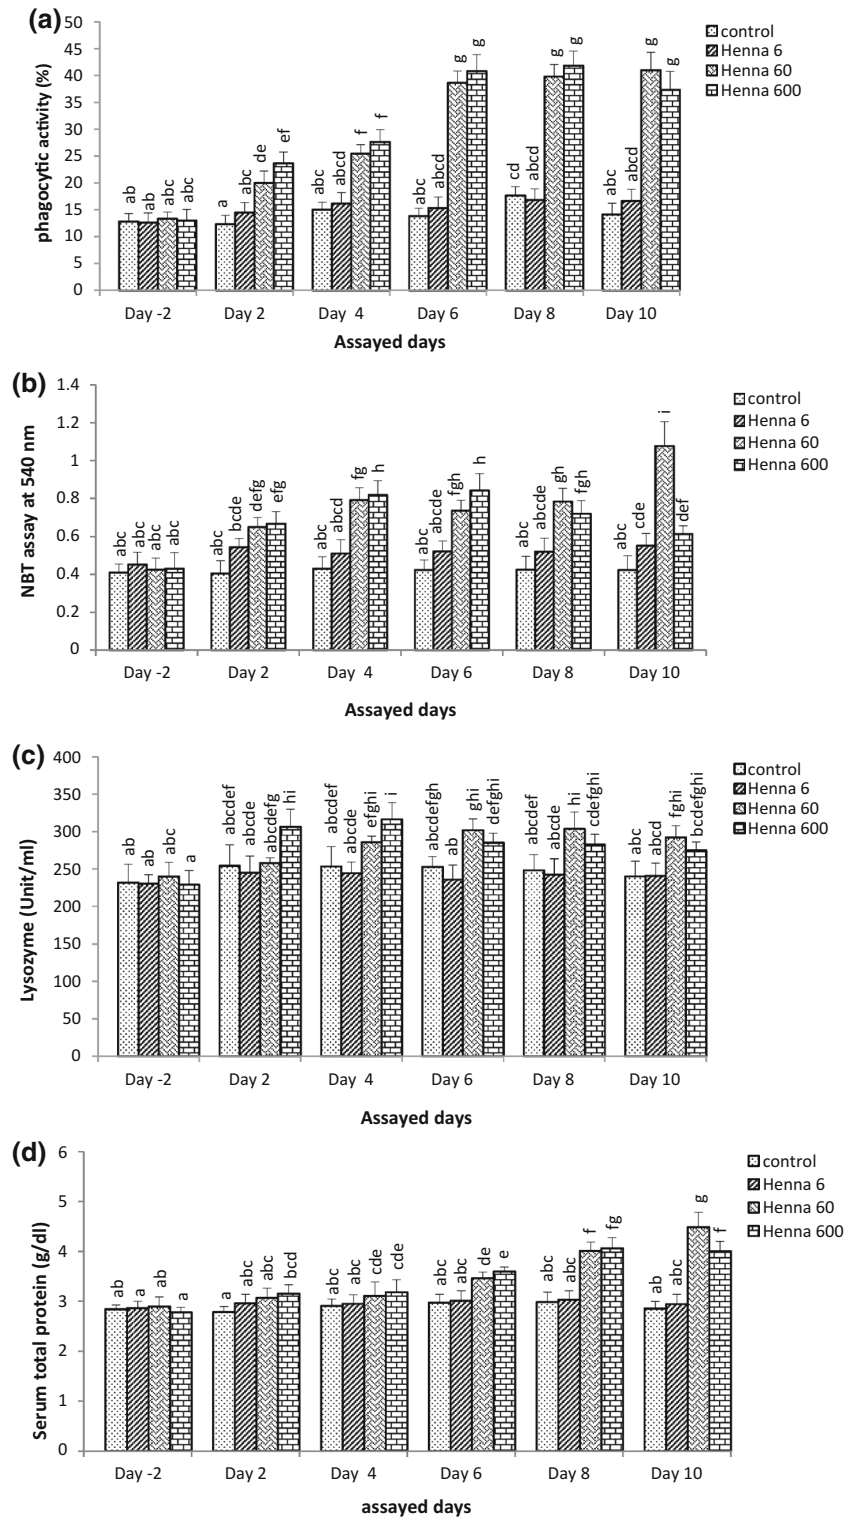 (a)
phagocytic activity (%)
50
45
40
35
30
25
20
15
10
5
0
ab ab abc abc
a abc de ef
abc abcd f f
abc abcd g g
cd abcd g g
abc abcd g g
control
Henna 6
Henna 60
Henna 600
Day -2 Day 2 Day 4 Day 6 Day 8 Day 10
Assayed days
(b)
NBT assay at 540 nm
1.4
1.2
1
0.8
0.6
0.4
0.2
0
abc abc abc abc
abc bcde defg efg
abc abcd fg h
abc abcde fgh h
abc abcde gh fgh
abc cde i def
control
Henna 6
Henna 60
Henna 600
Day -2 Day 2 Day 4 Day 6 Day 8 Day 10
Assayed days
(c)
Lysozyme (Unit/ml)
400
350
300
250
200
150
100
50
0
ab ab abc a
abcdef abcde abcdefg hi
abcdef abcde efghi i
abcdefgh ab ghi defghi
abcdef abcde hi cdefghi
abc abcd fghi bcdefghi
control
Henna 6
Henna 60
Henna 600
Day -2 Day 2 Day 4 Day 6 Day 8 Day 10
Assayed days
(d)
Serum total protein (g/dl)
6
5
4
3
2
1
0
ab a ab a
a abc abc bcd
abc abc cde cde
abc abc de e
abc abc f fg
ab abc g f
control
Henna 6
Henna 60
Henna 600
Day -2 Day 2 Day 4 Day 6 Day 8 Day 10
assayed days